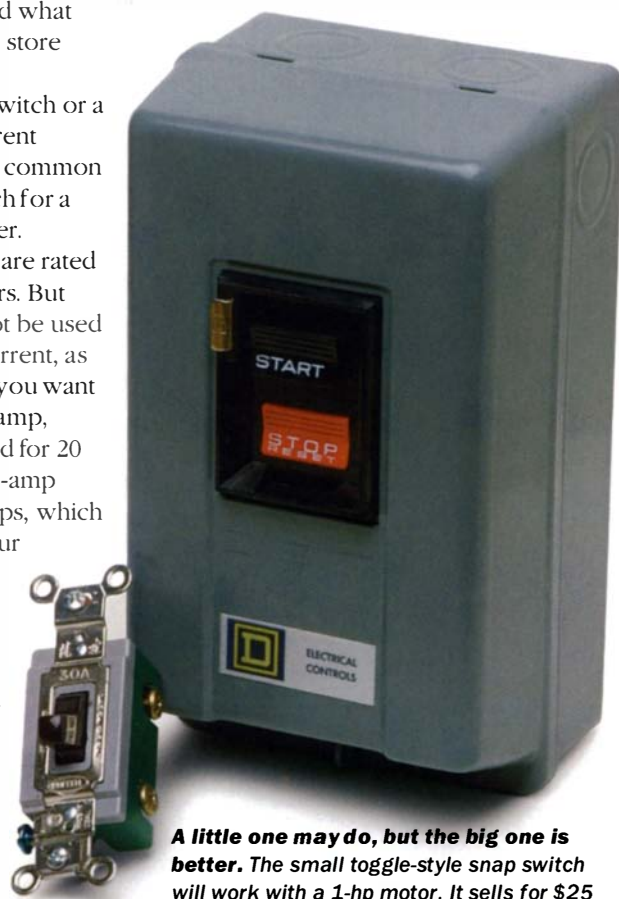 d what
store
witch or a
rent
common
h for a
er.
are rated
rs. But
ot be used
urrent, as
you want
amp,
d for 20
-amp
ps, which
ur
START
STOP
RESET
D
ELECTRICAL
CONTROLS
30A
A little one may do, but the big one is
better. The small toggle-style snap switch
will work with a 1-hp motor. It sells for $25